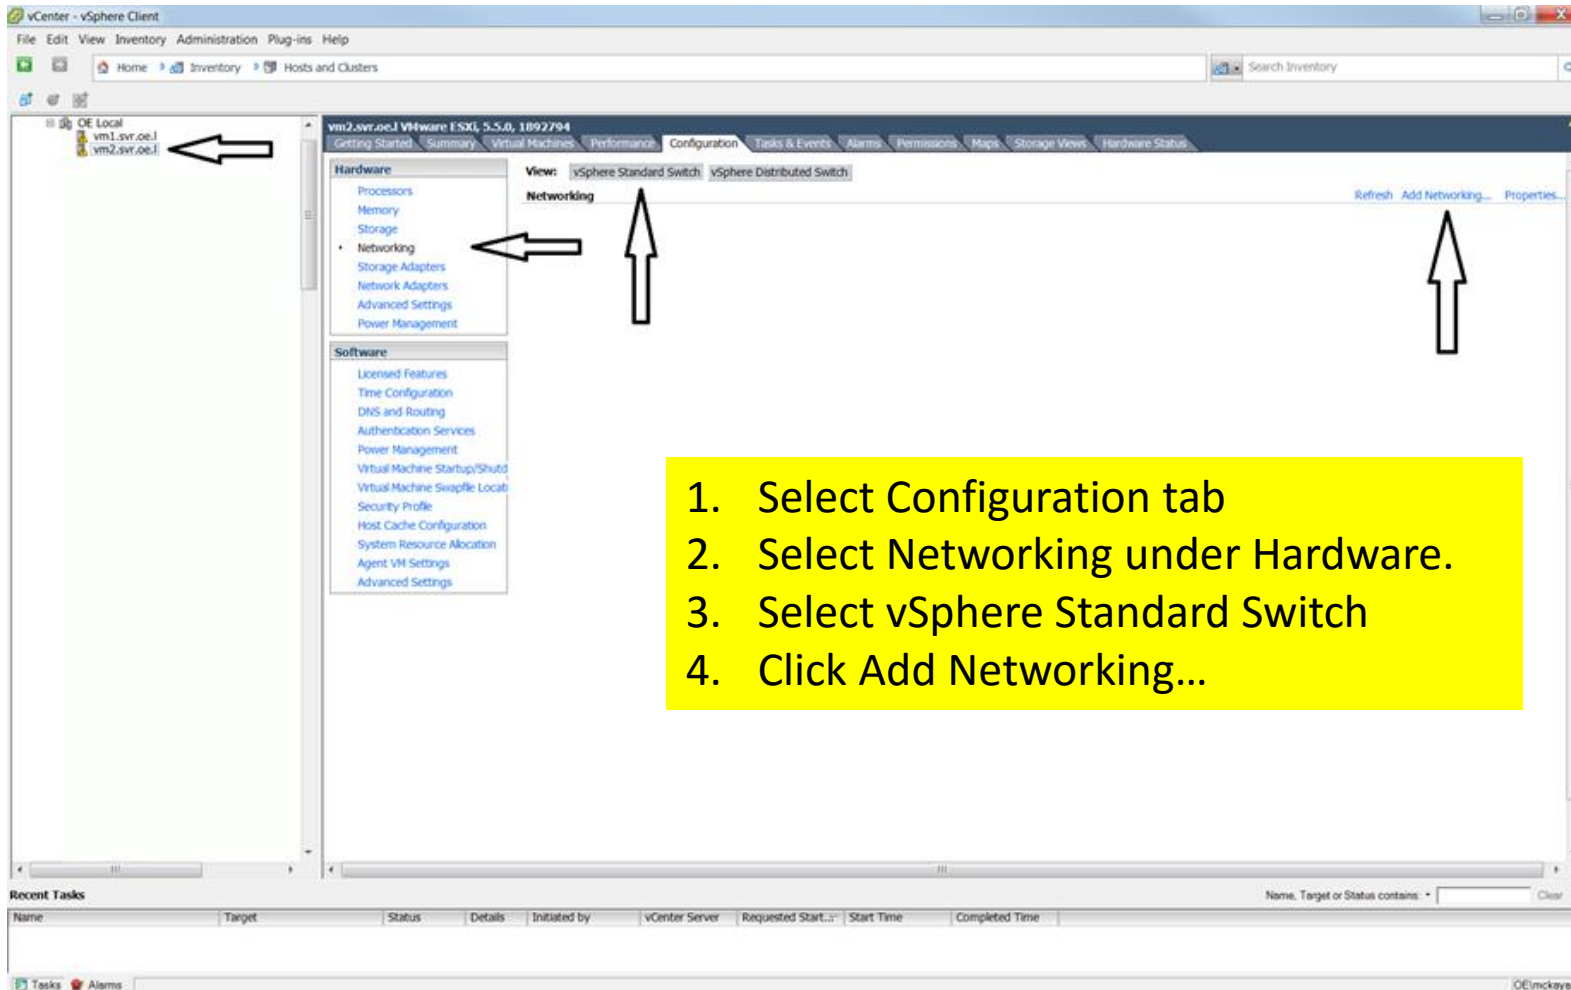 vCenter - vSphere Client
File Edit View Inventory Administration Plug-ins Help
Home Inventory Hosts and Clusters
Search Inventory
OE Local
vm1.svr.oe.l
vm2.svr.oe.l
vm2.svr.oe.l VMware ESXi, 5.5.0, 1892794
Getting Started Summary Virtual Machines Performance Configuration Tasks & Events Alarms Permissions Maps Storage Views Hardware Status
Hardware
Processors
Memory
Storage
Networking
Storage Adapters
Network Adapters
Advanced Settings
Power Management
Software
Licensed Features
Time Configuration
DNS and Routing
Authentication Services
Power Management
Virtual Machine Startup/Shutd
Virtual Machine Swapfile Locati
Security Profile
Host Cache Configuration
System Resource Allocation
Agent VM Settings
Advanced Settings
View: vSphere Standard Switch vSphere Distributed Switch
Networking
Refresh Add Networking... Properties...
1. Select Configuration tab
2. Select Networking under Hardware.
3. Select vSphere Standard Switch
4. Click Add Networking…
Recent Tasks
Name, Target or Status contains: Clear
Name Target Status Details Initiated by vCenter Server Requested Start... Start Time Completed Time
Tasks Alarms
OE\mckaya